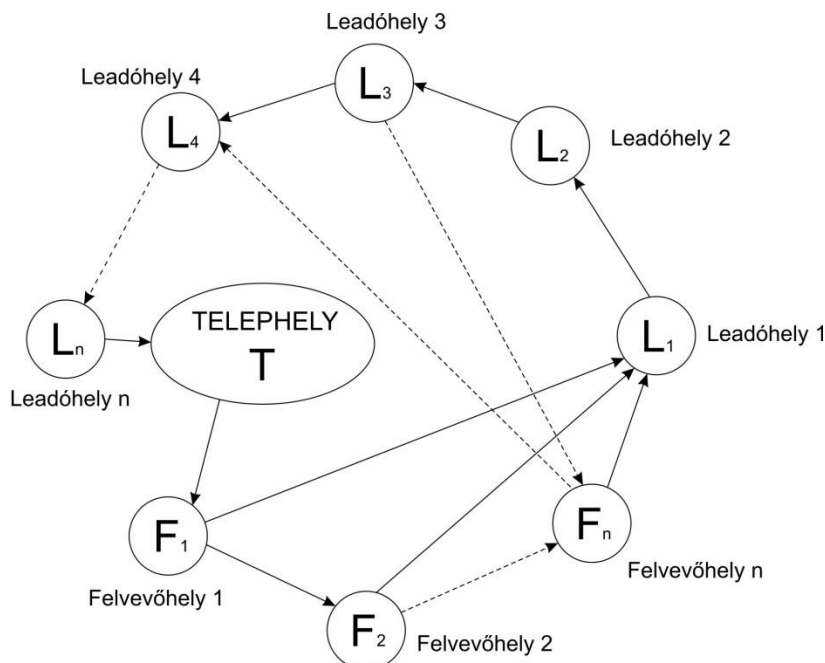 Leadóhely 3
L3
Leadóhely 4
L4
L2
Leadóhely 2
TELEPHELY
T
Ln
Leadóhely n
L1
Leadóhely 1
F1
Felvevőhely 1
Fn
Felvevőhely n
F2
Felvevőhely 2